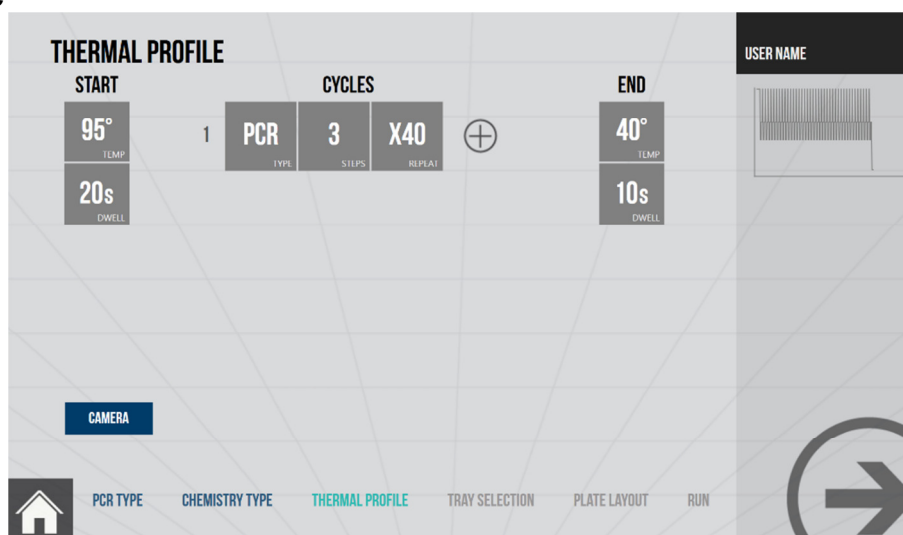 THERMAL PROFILE
USER NAME
START
CYCLES
END
95°
TEMP
20s
DWELL
1
PCR
TYPE
3
STEPS
X40
REPLAT
40°
TEMP
10s
DWELL
CAMERA
PCR TYPE
CHEMISTRY TYPE
THERMAL PROFILE
TRAY SELECTION
PLATE LAYOUT
RUN